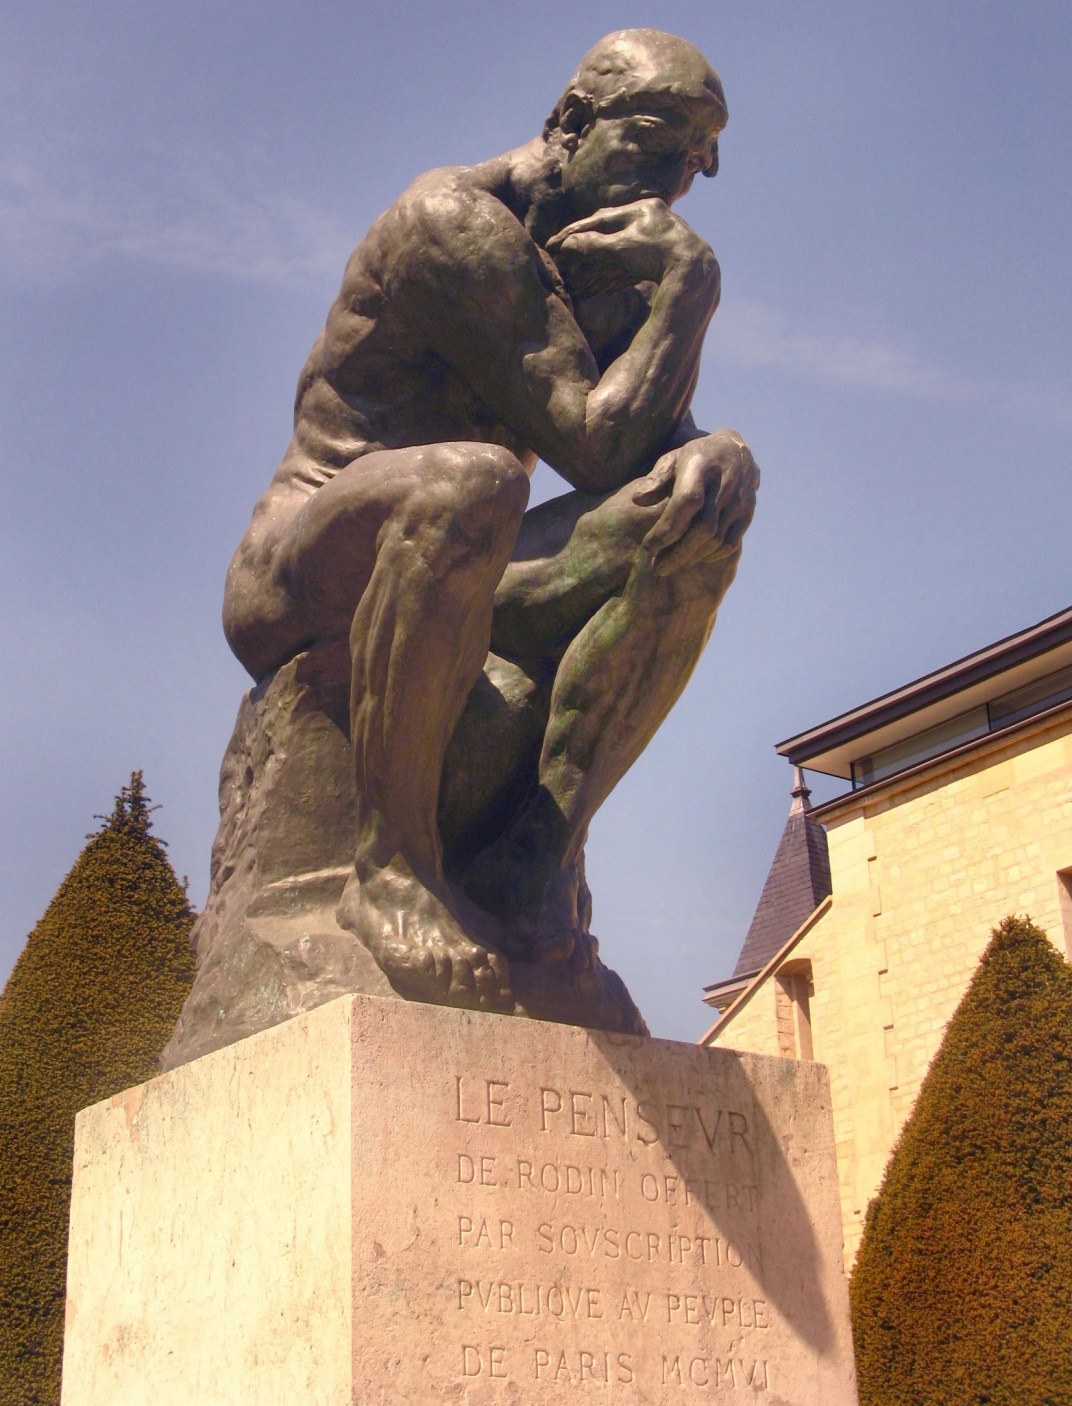 LE PENSEVR
DE RODIN OFFERT
PAR SOVSCRIPTION
PVBLIQVE AV PEVPLE
DE PARIS MCMVI